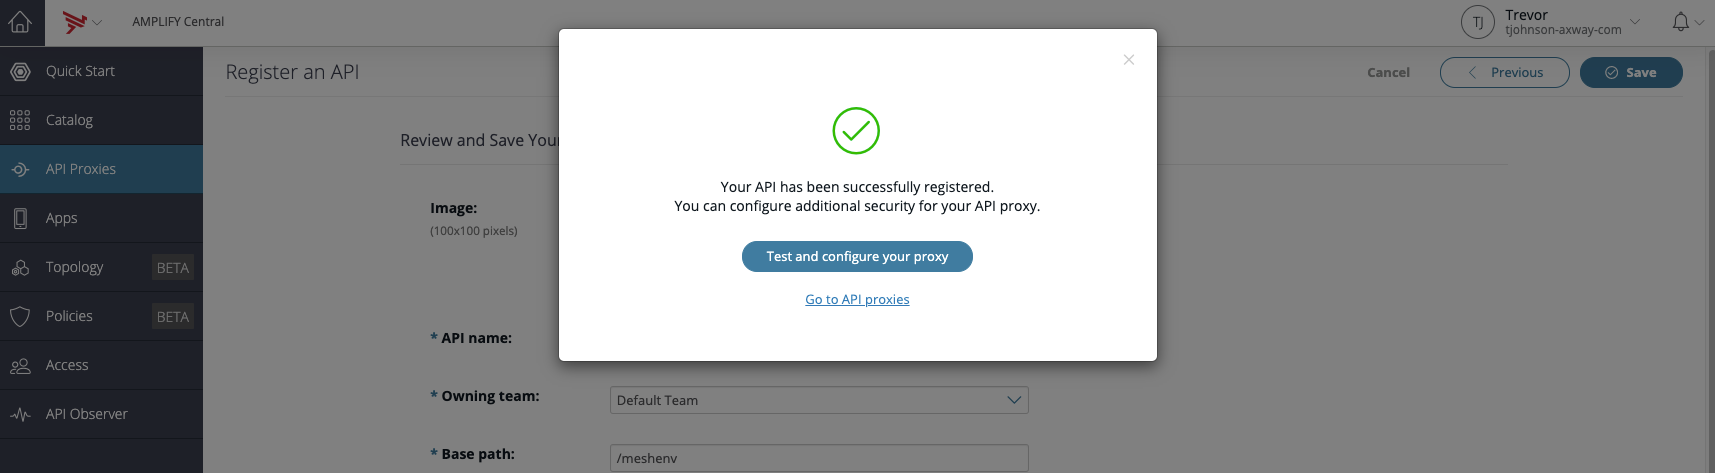 AMPLIFY Central
TJ
Trevor
tjohnson-axway-com
Quick Start
Catalog
API Proxies
Apps
Topology BETA
Policies BETA
Access
API Observer
Register an API
Cancel
Previous
Save
Review and Save You
Image:
(100x100 pixels)
* API name:
* Owning team:
Default Team
* Base path:
/meshenv
Your API has been successfully registered.
You can configure additional security for your API proxy.
Test and configure your proxy
Go to API proxies